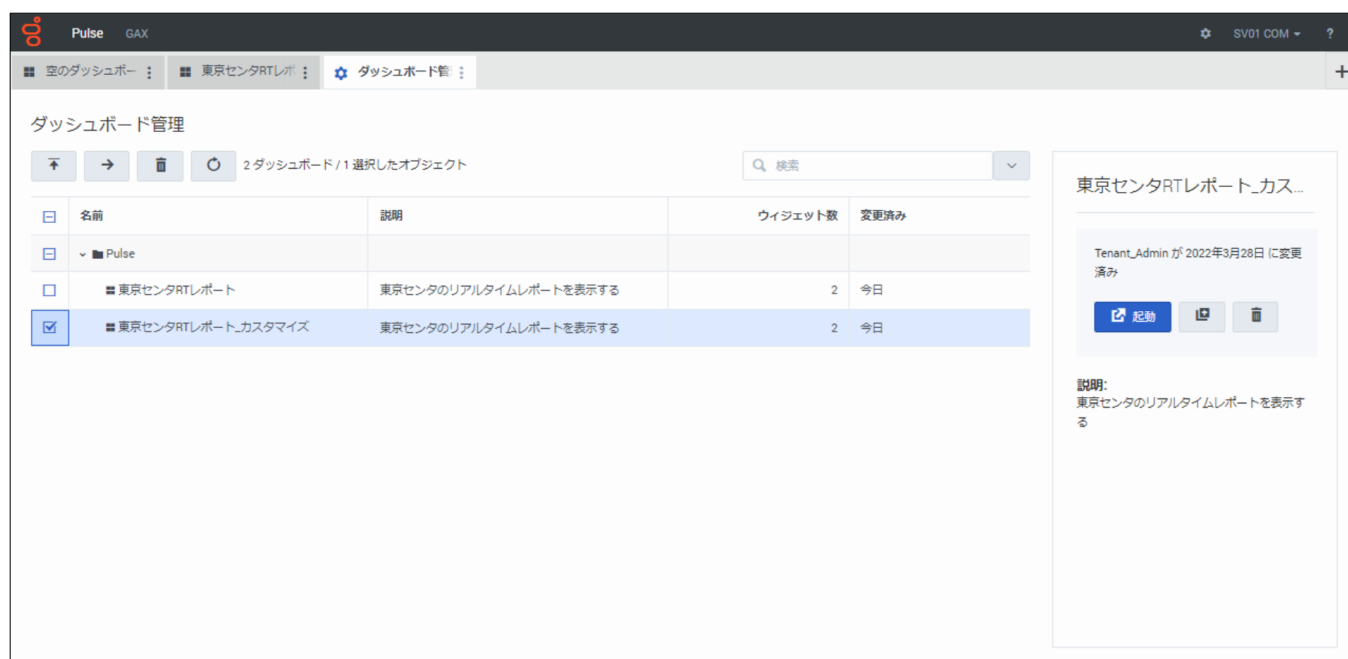 Pulse GAX SV01 COM ?
空のダッシュボー 東京センタRTレポ ダッシュボード管
ダッシュボード管理
2 ダッシュボード / 1 選択したオブジェクト 検索
名前 説明 ウィジェット数 変更済み
Pulse
東京センタRTレポート 東京センタのリアルタイムレポートを表示する 2 今日
東京センタRTレポート_カスタマイズ 東京センタのリアルタイムレポートを表示する 2 今日
東京センタRTレポート_カス...
Tenant_Admin が 2022年3月28日 に変更
済み
起動
説明:
東京センタのリアルタイムレポートを表示す
る